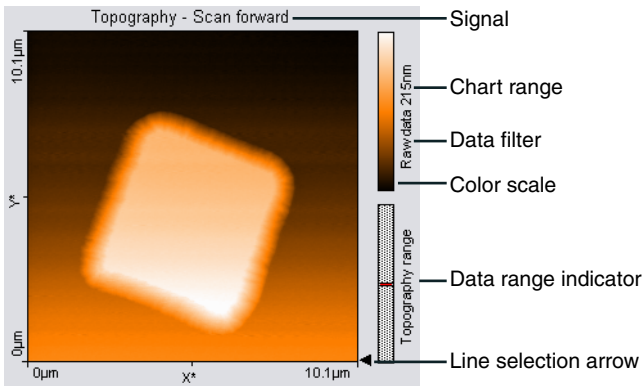 Topography - Scan forward
Signal
10.1µm
Y*
0µm
0µm
X*
10.1µm
Raw data 215nm
Topography range
Chart range
Data filter
Color scale
Data range indicator
Line selection arrow